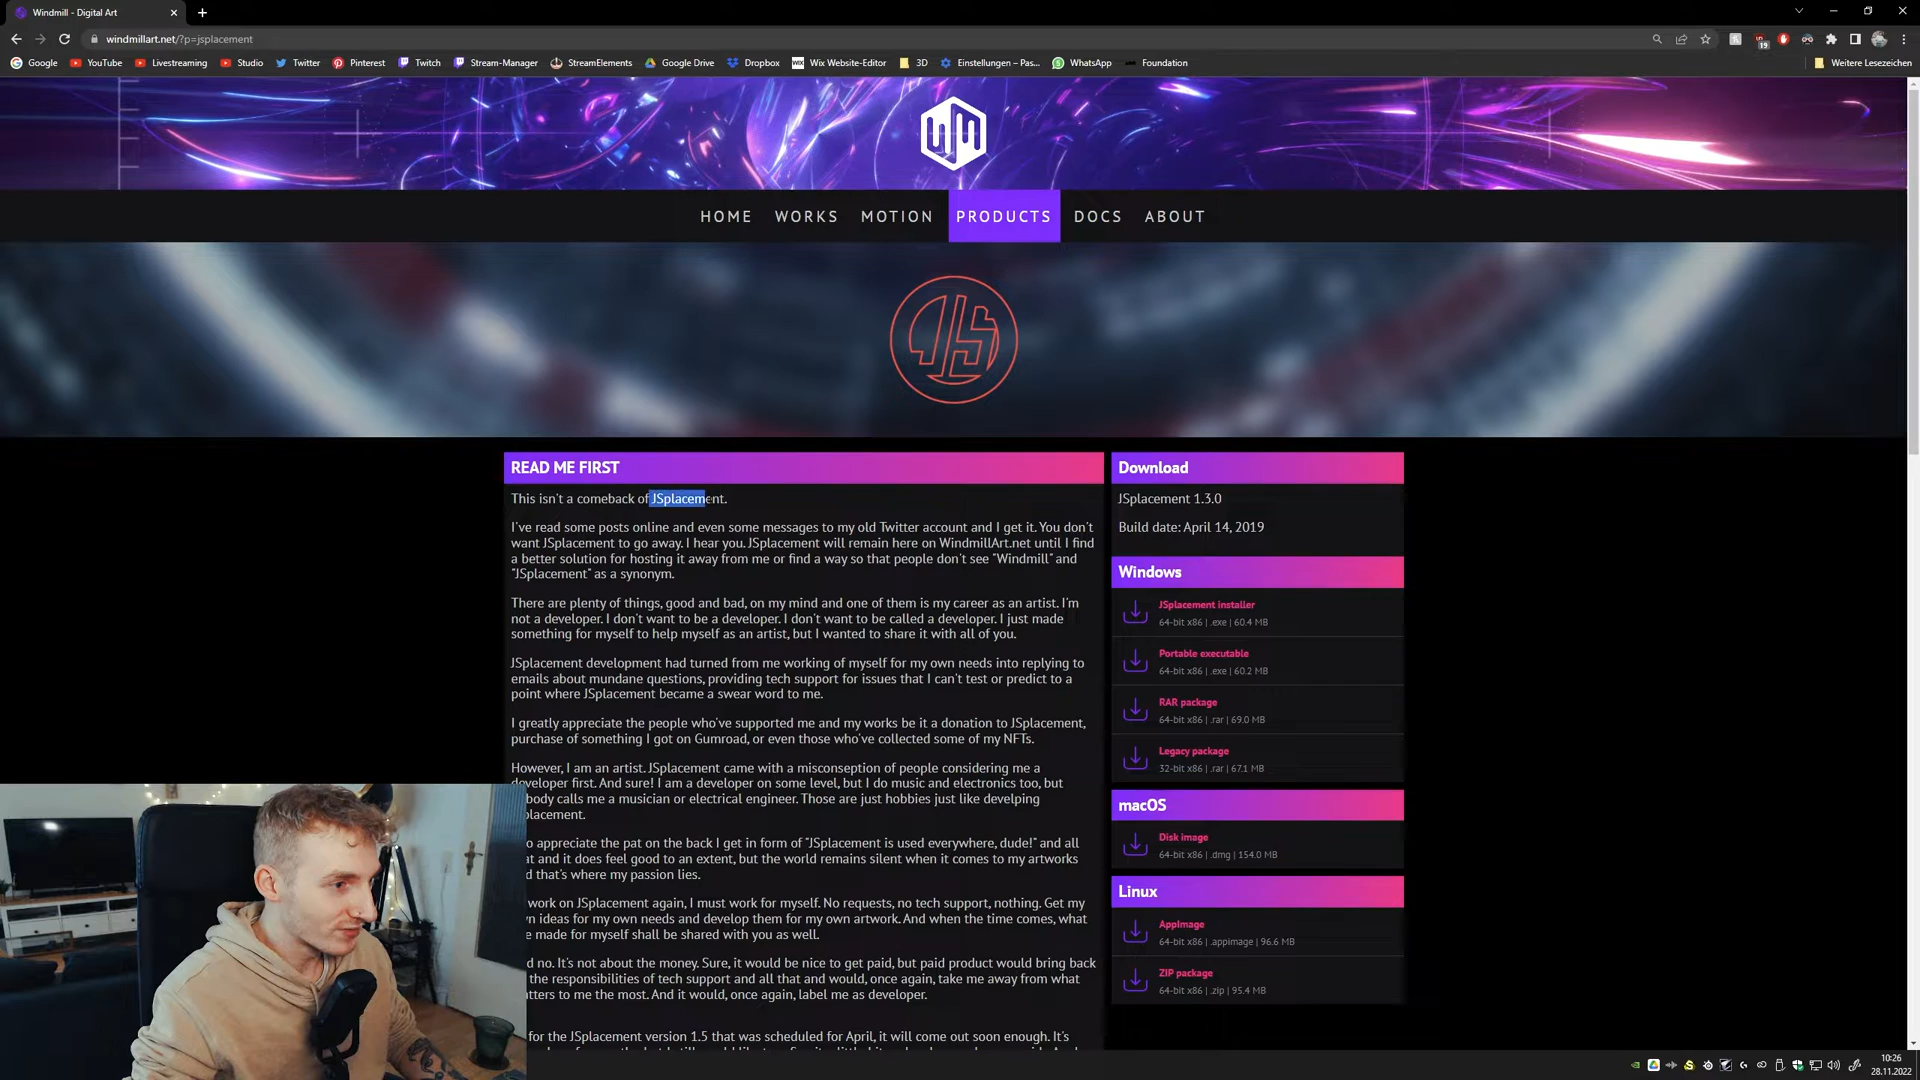 Windmill - Digital Art
windmillart.net/?p=jsplacement
19
Google YouTube Livestreaming Studio Twitter Pinterest Twitch Stream-Manager StreamElements Google Drive Dropbox Wix Website-Editor 3D Einstellungen – Pas... WhatsApp Foundation Weitere Lesezeichen
HOME WORKS MOTION PRODUCTS DOCS ABOUT
READ ME FIRST
This isn't a comeback of JSplacement.
I've read some posts online and even some messages to my old Twitter account and I get it. You don't
want JSplacement to go away. I hear you. JSplacement will remain here on WindmillArt.net until I find
a better solution for hosting it away from me or find a way so that people don't see "Windmill" and
"JSplacement" as a synonym.
There are plenty of things, good and bad, on my mind and one of them is my career as an artist. I'm
not a developer. I don't want to be a developer. I don't want to be called a developer. I just made
something for myself to help myself as an artist, but I wanted to share it with all of you.
JSplacement development had turned from me working of myself for my own needs into replying to
emails about mundane questions, providing tech support for issues that I can't test or predict to a
point where JSplacement became a swear word to me.
I greatly appreciate the people who've supported me and my works be it a donation to JSplacement,
purchase of something I got on Gumroad, or even those who've collected some of my NFTs.
However, I am an artist. JSplacement came with a misconseption of people considering me a
developer first. And sure! I am a developer on some level, but I do music and electronics too, but
body calls me a musician or electrical engineer. Those are just hobbies just like develping
placement.
o appreciate the pat on the back I get in form of "JSplacement is used everywhere, dude!" and all
at and it does feel good to an extent, but the world remains silent when it comes to my artworks
d that's where my passion lies.
work on JSplacement again, I must work for myself. No requests, no tech support, nothing. Get my
n ideas for my own needs and develop them for my own artwork. And when the time comes, what
e made for myself shall be shared with you as well.
d no. It's not about the money. Sure, it would be nice to get paid, but paid product would bring back
the responsibilities of tech support and all that and would, once again, take me away from what
tters to me the most. And it would, once again, label me as developer.
for the JSplacement version 1.5 that was scheduled for April, it will come out soon enough. It's
Download
JSplacement 1.3.0
Build date: April 14, 2019
Windows
JSplacement installer
64-bit x86 | .exe | 60.4 MB
Portable executable
64-bit x86 | .exe | 60.2 MB
RAR package
64-bit x86 | .rar | 69.0 MB
Legacy package
32-bit x86 | .rar | 67.1 MB
macOS
Disk image
64-bit x86 | .dmg | 154.0 MB
Linux
AppImage
64-bit x86 | .appimage | 96.6 MB
ZIP package
64-bit x86 | .zip | 95.4 MB
10:26
28.11.2022